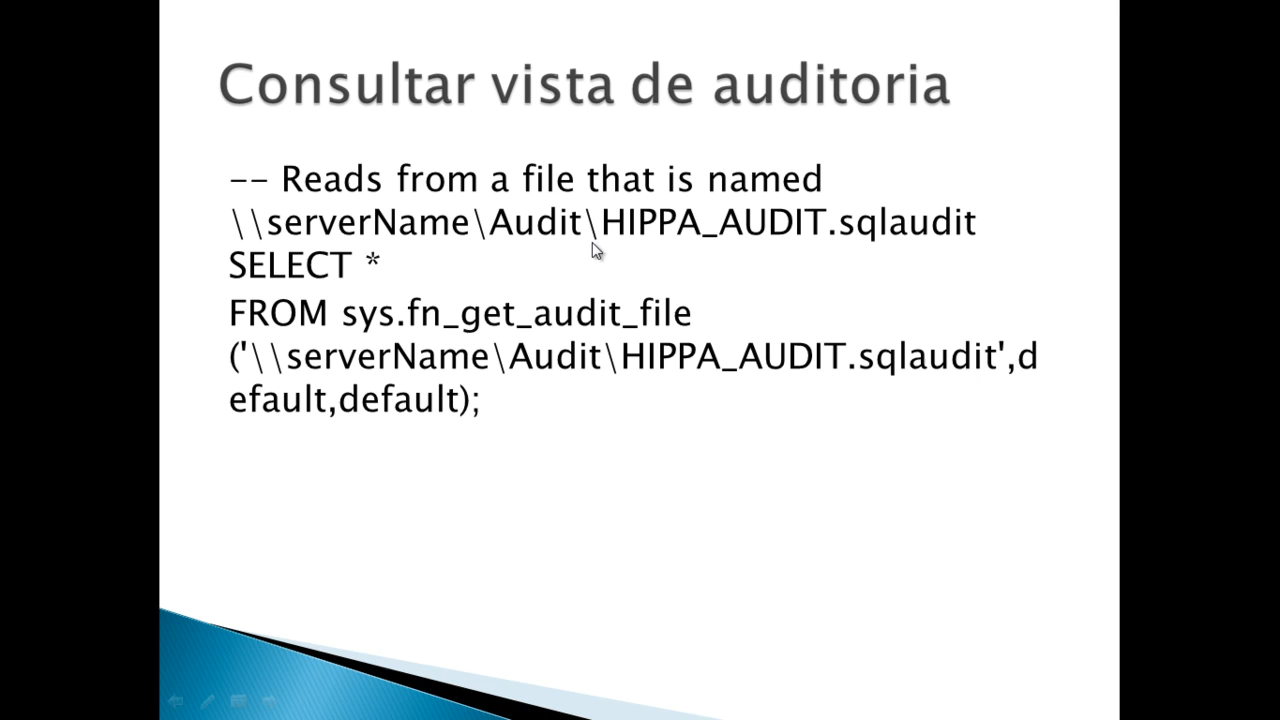 Consultar vista de auditoria
-- Reads from a file that is named
\\serverName\Audit\HIPPA_AUDIT.sqlaudit
SELECT *
FROM sys.fn_get_audit_file
('\\serverName\Audit\HIPPA_AUDIT.sqlaudit',d
efault,default);